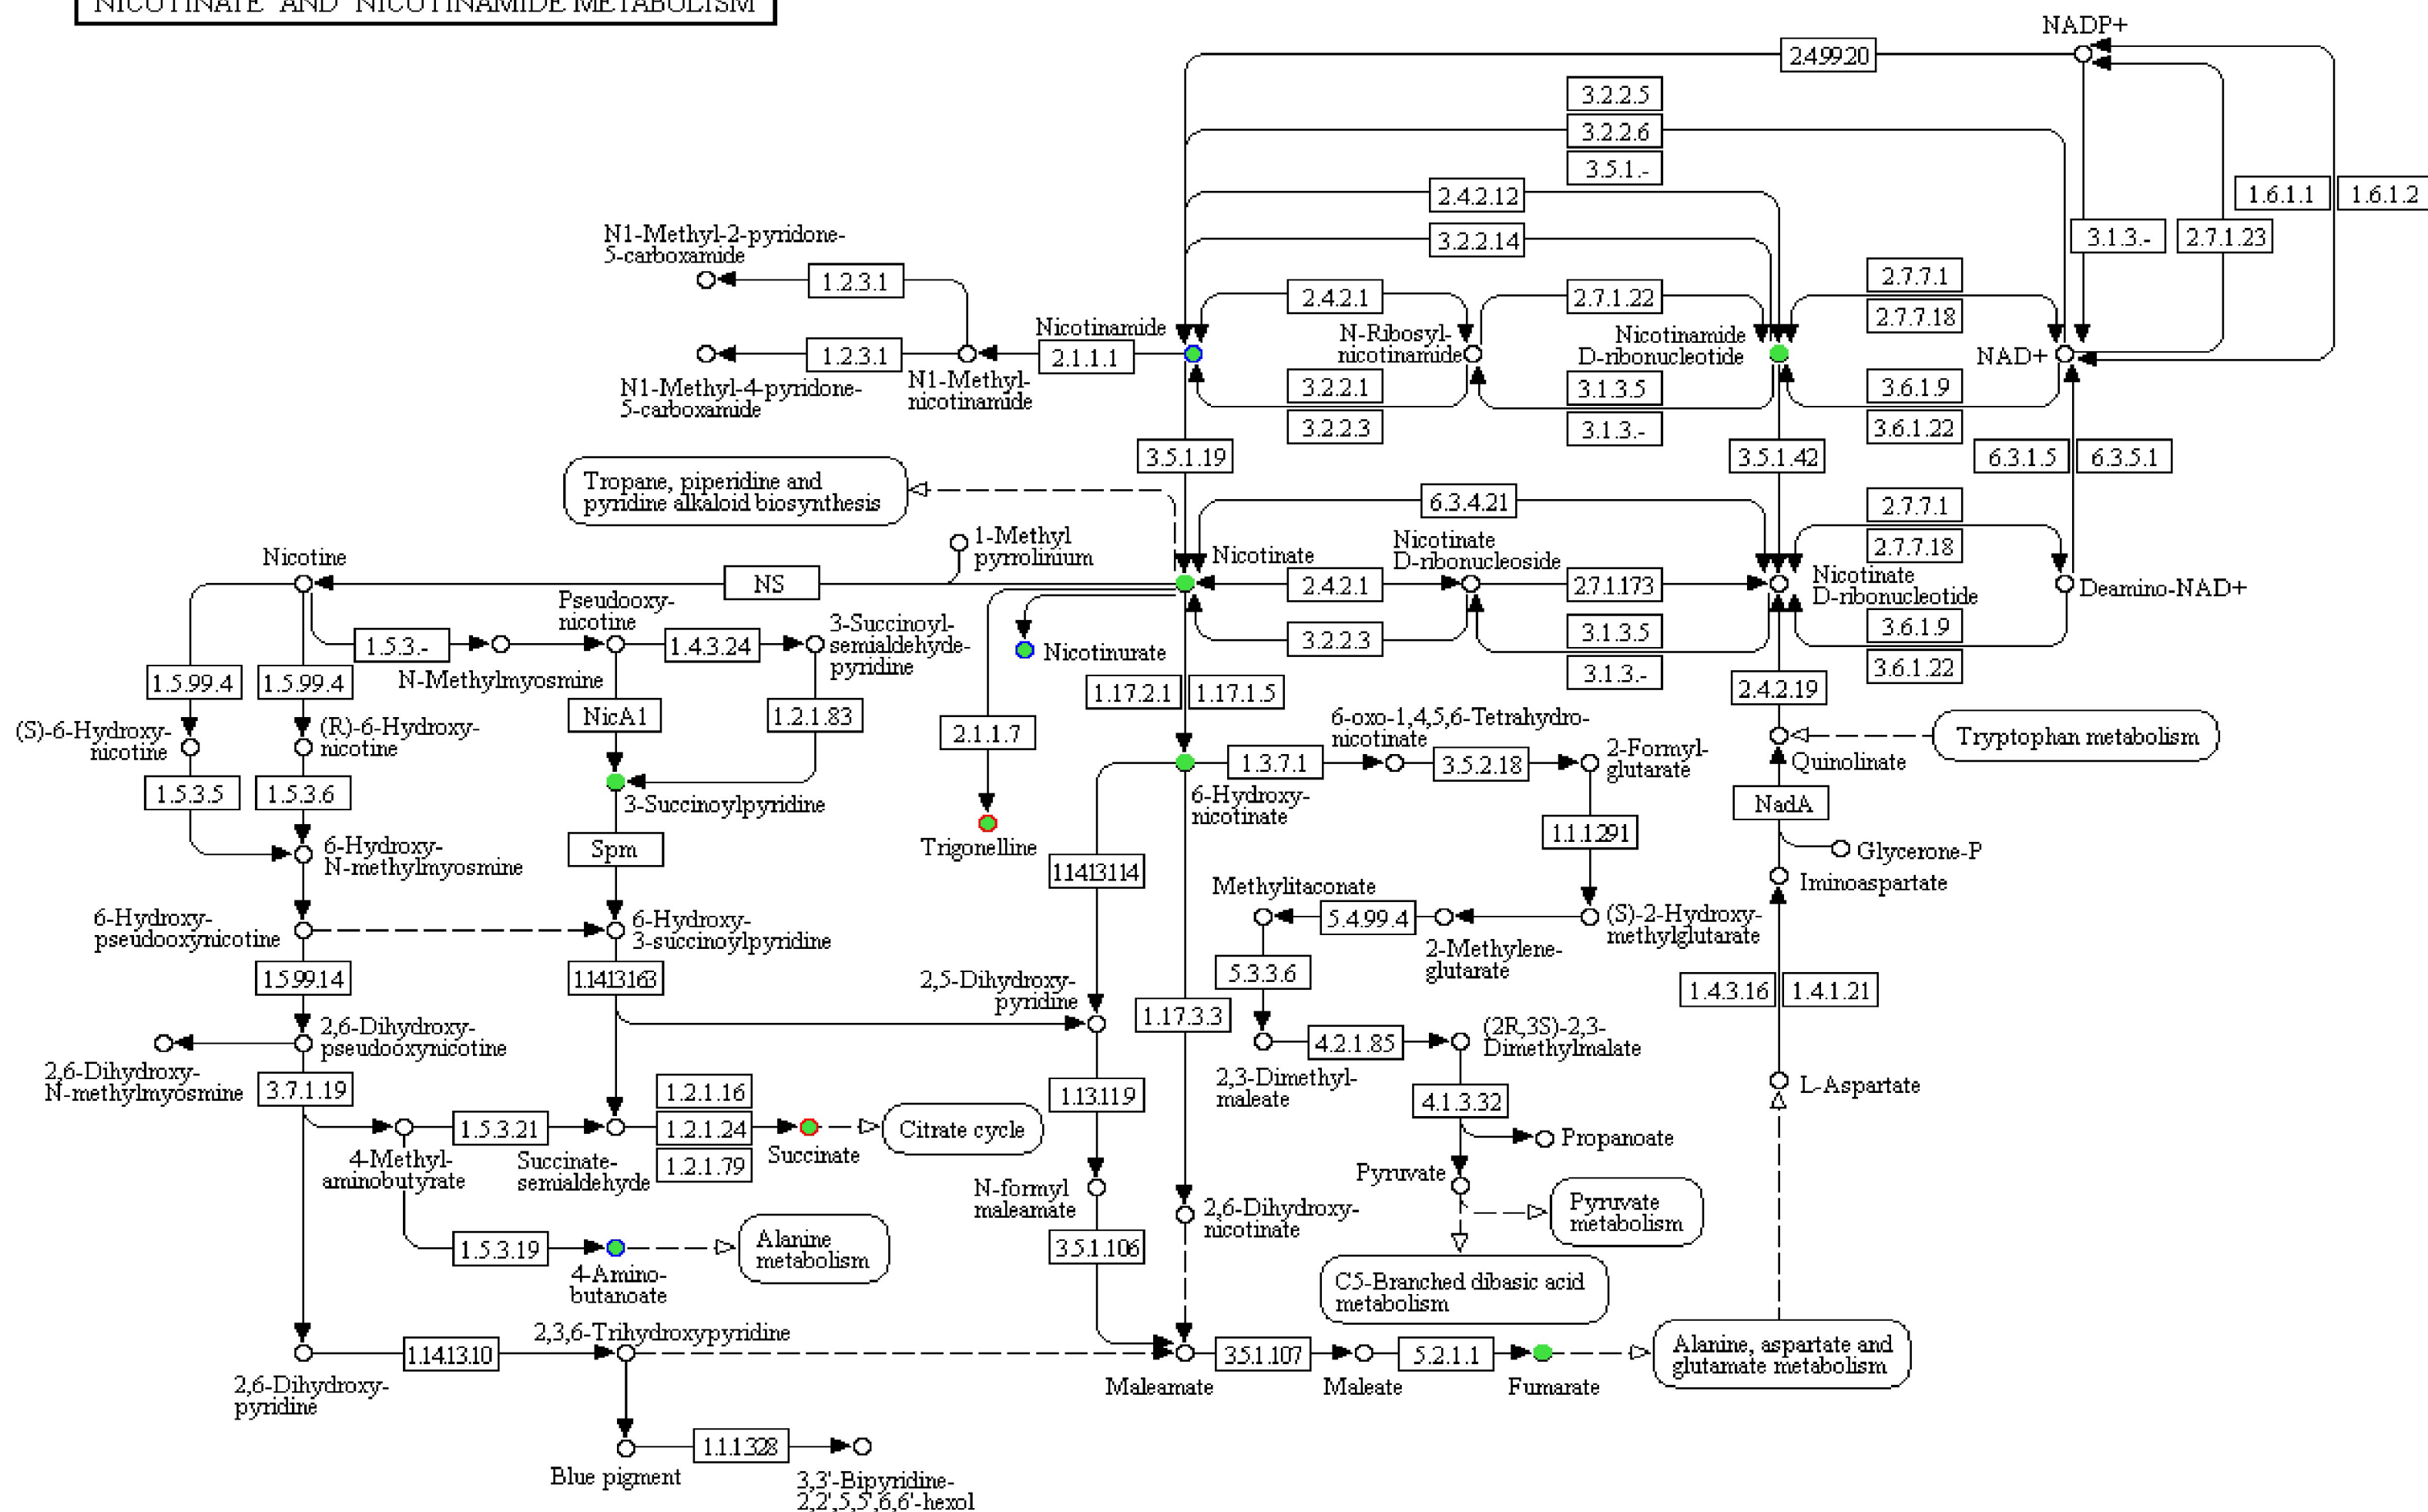 NICOTINATE AND NICOTINAMIDE METABOLISM
NADP+
2.4.99.20
3.2.2.5
3.2.2.6
3.5.1.-
2.4.2.12
1.6.1.1
1.6.1.2
3.2.2.14
3.1.3.-
2.7.1.23
N1-Methyl-2-pyridone-
5-carboxamide
1.2.3.1
2.4.2.1
2.7.1.22
2.7.7.1
2.7.7.18
Nicotinamide
N-Ribosyl-
nicotinamide
Nicotinamide
D-ribonucleotide
NAD+
1.2.3.1
2.1.1.1
N1-Methyl-4-pyridone-
5-carboxamide
N1-Methyl-
nicotinamide
3.2.2.1
3.2.2.3
3.1.3.5
3.1.3.-
3.6.1.9
3.6.1.22
3.5.1.19
3.5.1.42
6.3.1.5
6.3.5.1
Tropane, piperidine and
pyridine alkaloid biosynthesis
6.3.4.21
2.7.7.1
2.7.7.18
1-Methyl
pyrrolinium
Nicotine
NS
Nicotinate
2.4.2.1
Nicotinate
D-ribonucleoside
2.7.1.173
Nicotinate
D-ribonucleotide
Deamino-NAD+
Pseudooxy-
nicotine
1.5.3.-
N-Methylmyosmine
1.4.3.24
3-Succinoyl-
semialdehyde-
pyridine
Nicotinurate
3.2.2.3
3.1.3.5
3.1.3.-
3.6.1.9
3.6.1.22
1.5.99.4
1.5.99.4
NicA1
1.2.1.83
1.17.2.1
1.17.1.5
2.4.2.19
(S)-6-Hydroxy-
nicotine
(R)-6-Hydroxy-
nicotine
2.1.1.7
6-oxo-1,4,5,6-Tetrahydro-
nicotinate
Tryptophan metabolism
Quinolinate
1.5.3.5
1.5.3.6
3-Succinoylpyridine
6-Hydroxy-
nicotinate
1.3.7.1
3.5.2.18
2-Formyl-
glutarate
NadA
Spm
Trigonelline
1.1.1.291
Glycerone-P
Iminoaspartate
6-Hydroxy-
N-methylmyosmine
1.14.13.114
Methylitaconate
5.4.99.4
2-Methylene-
glutarate
(S)-2-Hydroxy-
methylglutarate
6-Hydroxy-
pseudooxynicotine
6-Hydroxy-
3-succinoylpyridine
1.5.99.14
1.14.13.163
2,5-Dihydroxy-
pyridine
5.3.3.6
1.4.3.16
1.4.1.21
1.17.3.3
2,6-Dihydroxy-
pseudooxynicotine
2,6-Dihydroxy-
N-methylmyosmine
4.2.1.85
(2R,3S)-2,3-
Dimethylmalate
2,3-Dimethyl-
maleate
3.7.1.19
1.2.1.16
1.2.1.24
1.2.1.79
1.13.11.9
4.1.3.32
L-Aspartate
1.5.3.21
Succinate
Citrate cycle
4-Methyl-
aminobutyrate
Succinate-
semialdehyde
Propanoate
Pyruvate
N-formyl
maleamate
2,6-Dihydroxy-
nicotinate
Pyruvate
metabolism
1.5.3.19
4-Amino-
butanoate
Alanine
metabolism
3.5.1.106
C5-Branched dibasic acid
metabolism
2,3,6-Trihydroxypyridine
1.14.13.10
2,6-Dihydroxy-
pyridine
Maleamate
3.5.1.107
Maleate
5.2.1.1
Fumarate
Alanine, aspartate and
glutamate metabolism
Blue pigment
1.1.1.328
3,3'-Bipyridine-
2,2',5,5',6,6'-hexol